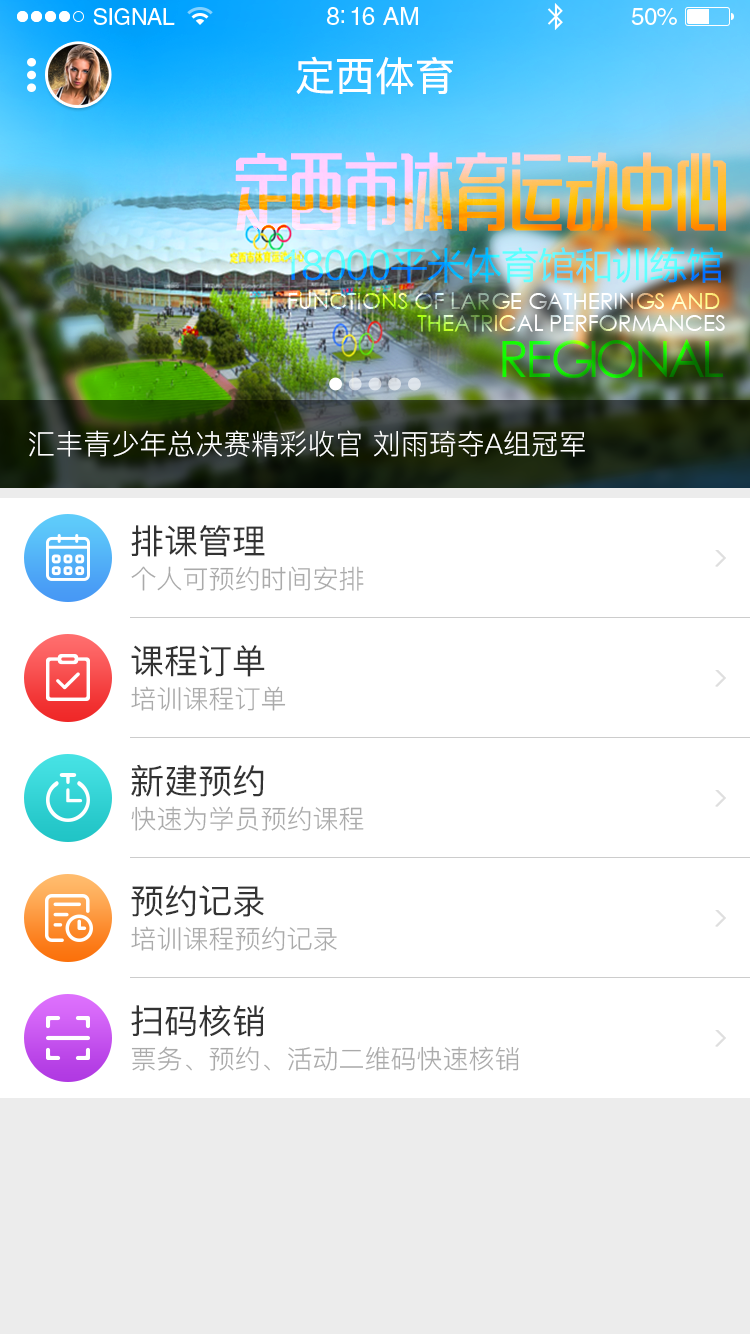 SIGNAL 8:16 AM 50%
定西体育
定西市体育运动中心
18000平米体育馆和训练馆
FUNCTIONS OF LARGE GATHERINGS AND
THEATRICAL PERFORMANCES
REGIONAL
汇丰青少年总决赛精彩收官 刘雨琦夺A组冠军
排课管理
个人可预约时间安排
课程订单
培训课程订单
新建预约
快速为学员预约课程
预约记录
培训课程预约记录
扫码核销
票务、预约、活动二维码快速核销